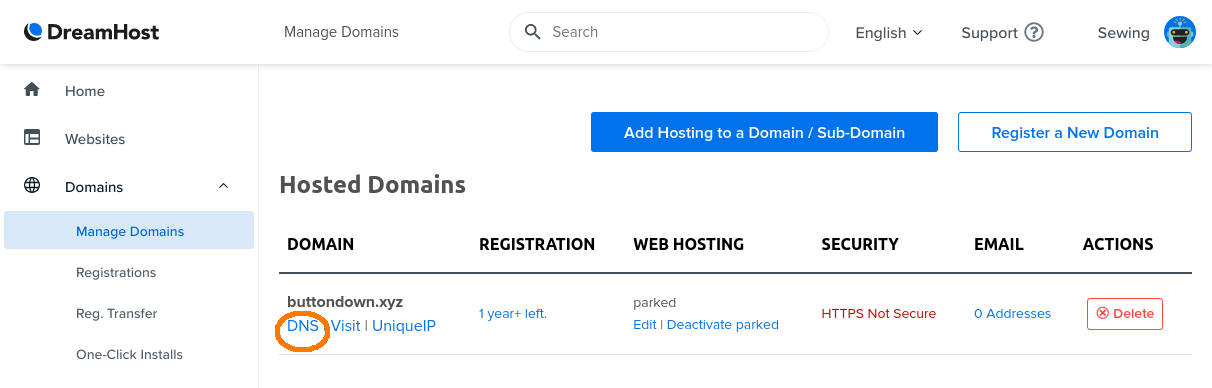 DreamHost
Manage Domains
Search
English
Support ?
Sewing
Home
Websites
Domains
Manage Domains
Registrations
Reg. Transfer
One-Click Installs
Add Hosting to a Domain / Sub-Domain
Register a New Domain
Hosted Domains
DOMAIN REGISTRATION WEB HOSTING SECURITY EMAIL ACTIONS
buttondown.xyz
DNS | Visit | UniqueIP
1 year+ left.
parked
Edit | Deactivate parked
HTTPS Not Secure
0 Addresses
Delete